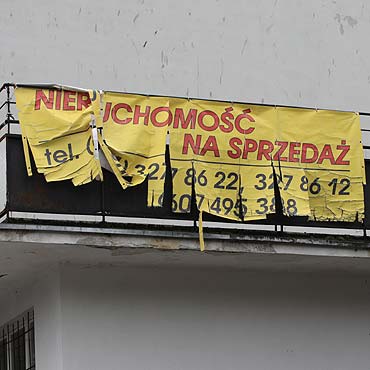 NIERUCHOMOŚĆ
NA SPRZEDAŻ
tel. 327 86 22, 327 86 12
607 495 388